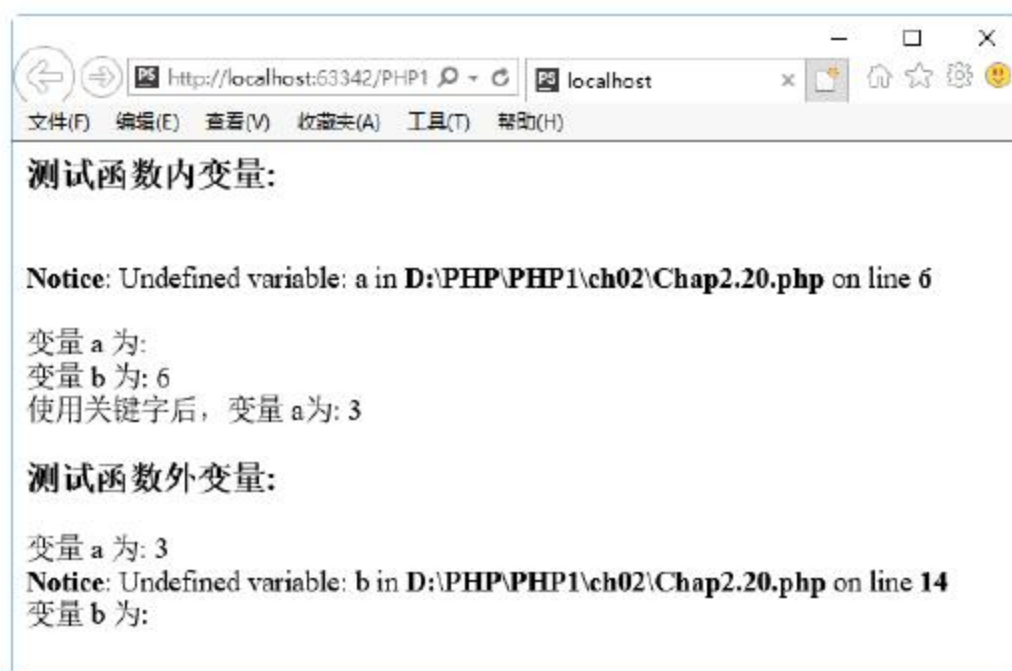 http://localhost:63342/PHP1
localhost
文件(F) 编辑(E) 查看(V) 收藏夹(A) 工具(T) 帮助(H)
测试函数内变量:
Notice: Undefined variable: a in D:\PHP\PHP1\ch02\Chap2.20.php on line 6
变量 a 为:
变量 b 为: 6
使用关键字后，变量 a为: 3
测试函数外变量:
变量 a 为: 3
Notice: Undefined variable: b in D:\PHP\PHP1\ch02\Chap2.20.php on line 14
变量 b 为: